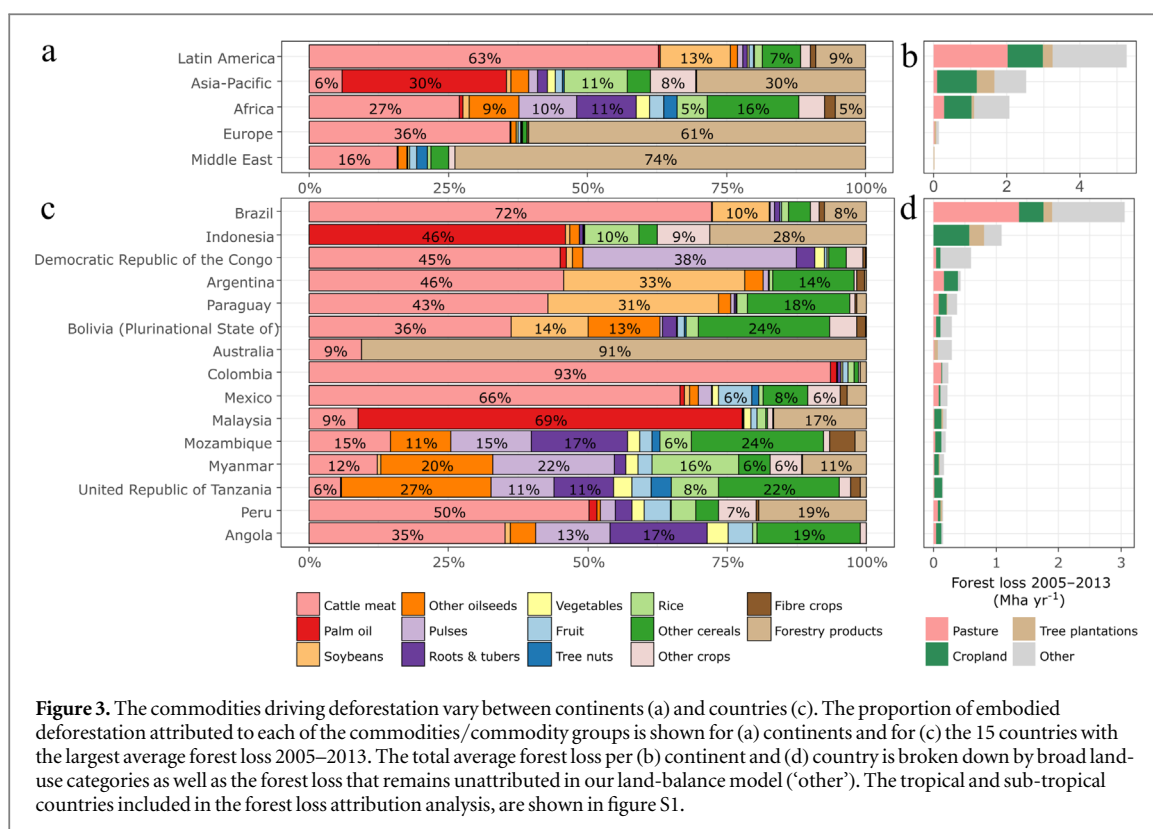 a
b
Latin America 63% 13% 7% 9%
Asia-Pacific 6% 30% 11% 8% 30%
Africa 27% 9% 10% 11% 5% 16% 5%
Europe 36% 61%
Middle East 16% 74%
0% 25% 50% 75% 100%
0 2 4
c
d
Brazil 72% 10% 8%
Indonesia 46% 10% 9% 28%
Democratic Republic of the Congo 45% 38%
Argentina 46% 33% 14%
Paraguay 43% 31% 18%
Bolivia (Plurinational State of) 36% 14% 13% 24%
Australia 9% 91%
Colombia 93%
Mexico 66% 6% 8% 6%
Malaysia 9% 69% 17%
Mozambique 15% 11% 15% 17% 6% 24%
Myanmar 12% 20% 22% 16% 6% 6% 11%
United Republic of Tanzania 6% 27% 11% 11% 8% 22%
Peru 50% 7% 19%
Angola 35% 13% 17% 19%
0% 25% 50% 75% 100%
0 1 2 3
Forest loss 2005–2013
(Mha yr⁻¹)
Cattle meat Other oilseeds Vegetables Rice Fibre crops
Palm oil Pulses Fruit Other cereals Forestry products
Soybeans Roots & tubers Tree nuts Other crops
Pasture Tree plantations
Cropland Other
Figure 3. The commodities driving deforestation vary between continents (a) and countries (c). The proportion of embodied
deforestation attributed to each of the commodities/commodity groups is shown for (a) continents and for (c) the 15 countries with
the largest average forest loss 2005–2013. The total average forest loss per (b) continent and (d) country is broken down by broad land-
use categories as well as the forest loss that remains unattributed in our land-balance model (‘other’). The tropical and sub-tropical
countries included in the forest loss attribution analysis, are shown in figure S1.